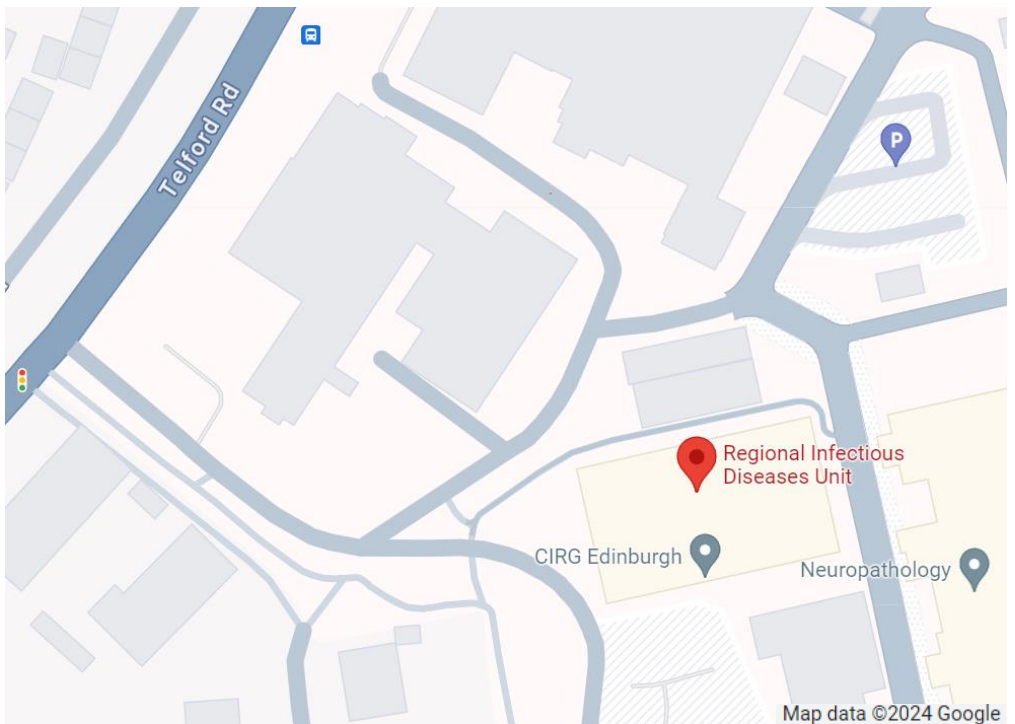 Telford Rd
P
Regional Infectious
Diseases Unit
CIRG Edinburgh
Neuropathology
Map data ©2024 Google